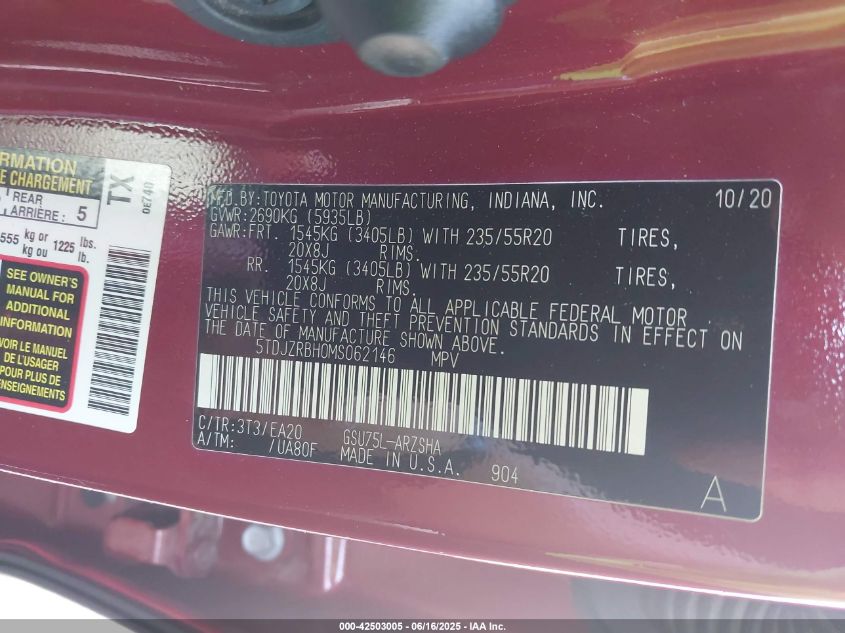 RMATION
E CHARGEMENT
TX
0E740
REAR
ARRIÈRE: 5
555 kg or 1225 lbs.
kg ou lb.
SEE OWNER'S
MANUAL FOR
ADDITIONAL
INFORMATION
VOIR LE MANUEL
DE L'USAGER
POUR PLUS DE
RENSEIGNEMENTS
MFD.BY:TOYOTA MOTOR MANUFACTURING, INDIANA, INC. 10/20
GVWR:2690KG (5935LB)
GAWR:FRT. 1545KG (3405LB) WITH 235/55R20 TIRES,
20X8J RIMS.
RR. 1545KG (3405LB) WITH 235/55R20 TIRES,
20X8J RIMS.
THIS VEHICLE CONFORMS TO ALL APPLICABLE FEDERAL MOTOR
VEHICLE SAFETY AND THEFT PREVENTION STANDARDS IN EFFECT ON
THE DATE OF MANUFACTURE SHOWN ABOVE.
5TDJZRBH0MS062146 MPV
C/TR:3T3/EA20 GSU75L-ARZSHA
A/TM: /UA80F MADE IN U.S.A. 904
A
000-42503005 - 06/16/2025 - IAA Inc.